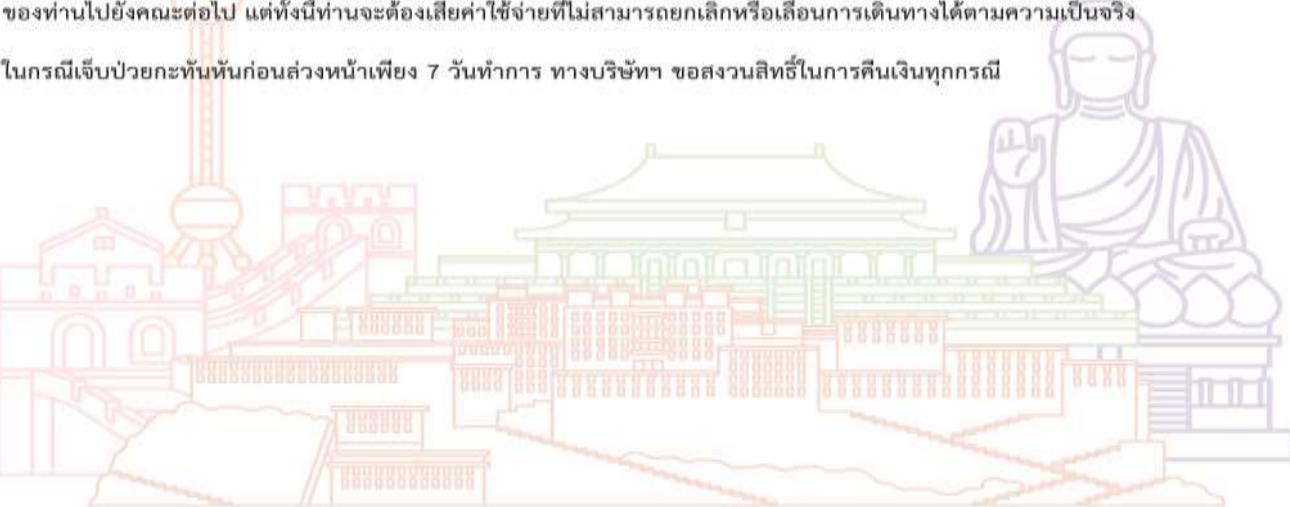 ของท่านไปยังคณะต่อไป แต่ทั้งนี้ท่านจะต้องเสียค่าใช้จ่ายที่ไม่สามารถยกเลิกหรือเลื่อนการเดินทางได้ตามความเป็นจริง
ในกรณีเจ็บป่วยกะทันหันก่อนล่วงหน้าเพียง 7 วันทำการ ทางบริษัทฯ ขอสงวนสิทธิ์ในการคืนเงินทุกกรณี